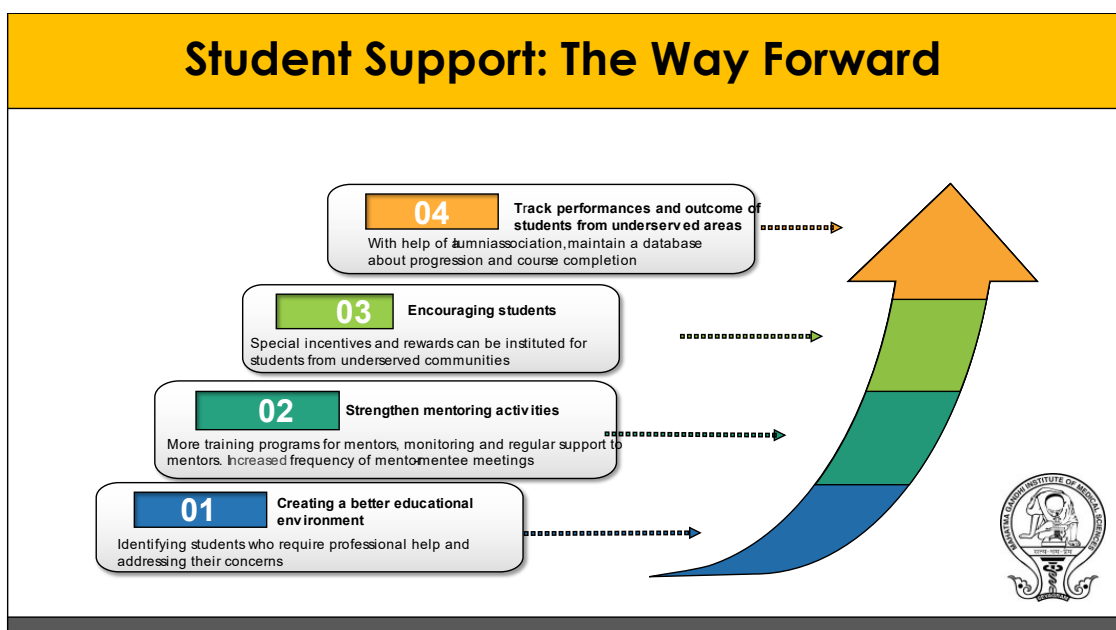 Student Support: The Way Forward
04
Track performances and outcome of
students from underserved areas
With help of alumniassociation, maintain a database
about progression and course completion
03
Encouraging students
Special incentives and rewards can be instituted for
students from underserved communities
02
Strengthen mentoring activities
More training programs for mentors, monitoring and regular support to
mentors. Increased frequency of mentor-mentee meetings
01
Creating a better educational
environment
Identifying students who require professional help and
addressing their concerns
MAHATMA GANDHI INSTITUTE OF MEDICAL SCIENCES
सत्य-यम-प्रेम
SEVAGRAM